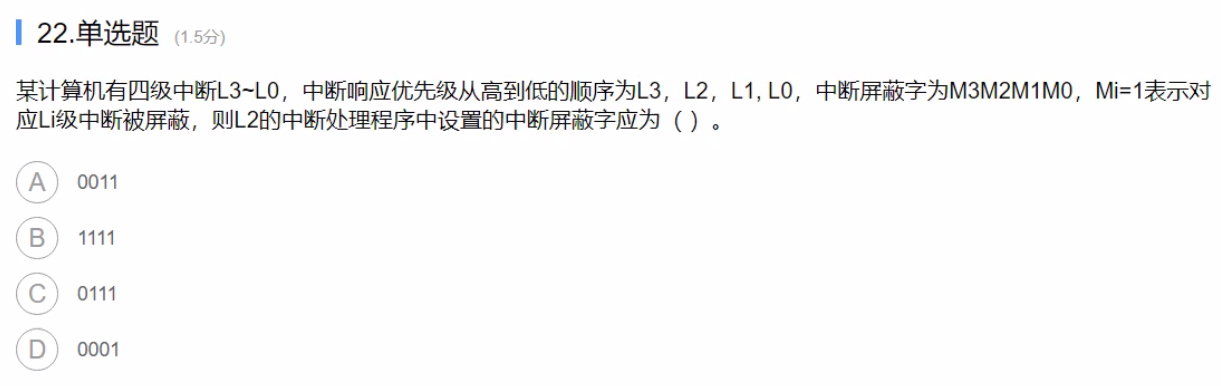 22.单选题 (1.5分)
某计算机有四级中断L3~L0，中断响应优先级从高到低的顺序为L3，L2，L1, L0，中断屏蔽字为M3M2M1M0，Mi=1表示对
应Li级中断被屏蔽，则L2的中断处理程序中设置的中断屏蔽字应为（ ）。
A 0011
B 1111
C 0111
D 0001